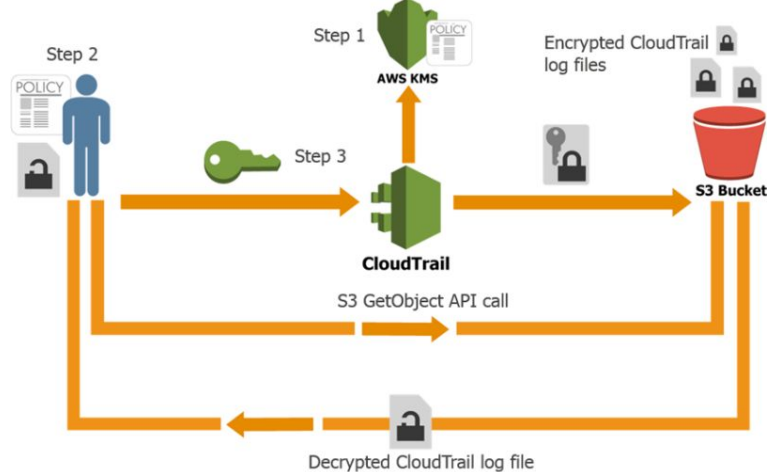 Step 1
POLICY
AWS KMS
Step 2
POLICY
Encrypted CloudTrail
log files
Step 3
S3 Bucket
CloudTrail
S3 GetObject API call
Decrypted CloudTrail log file